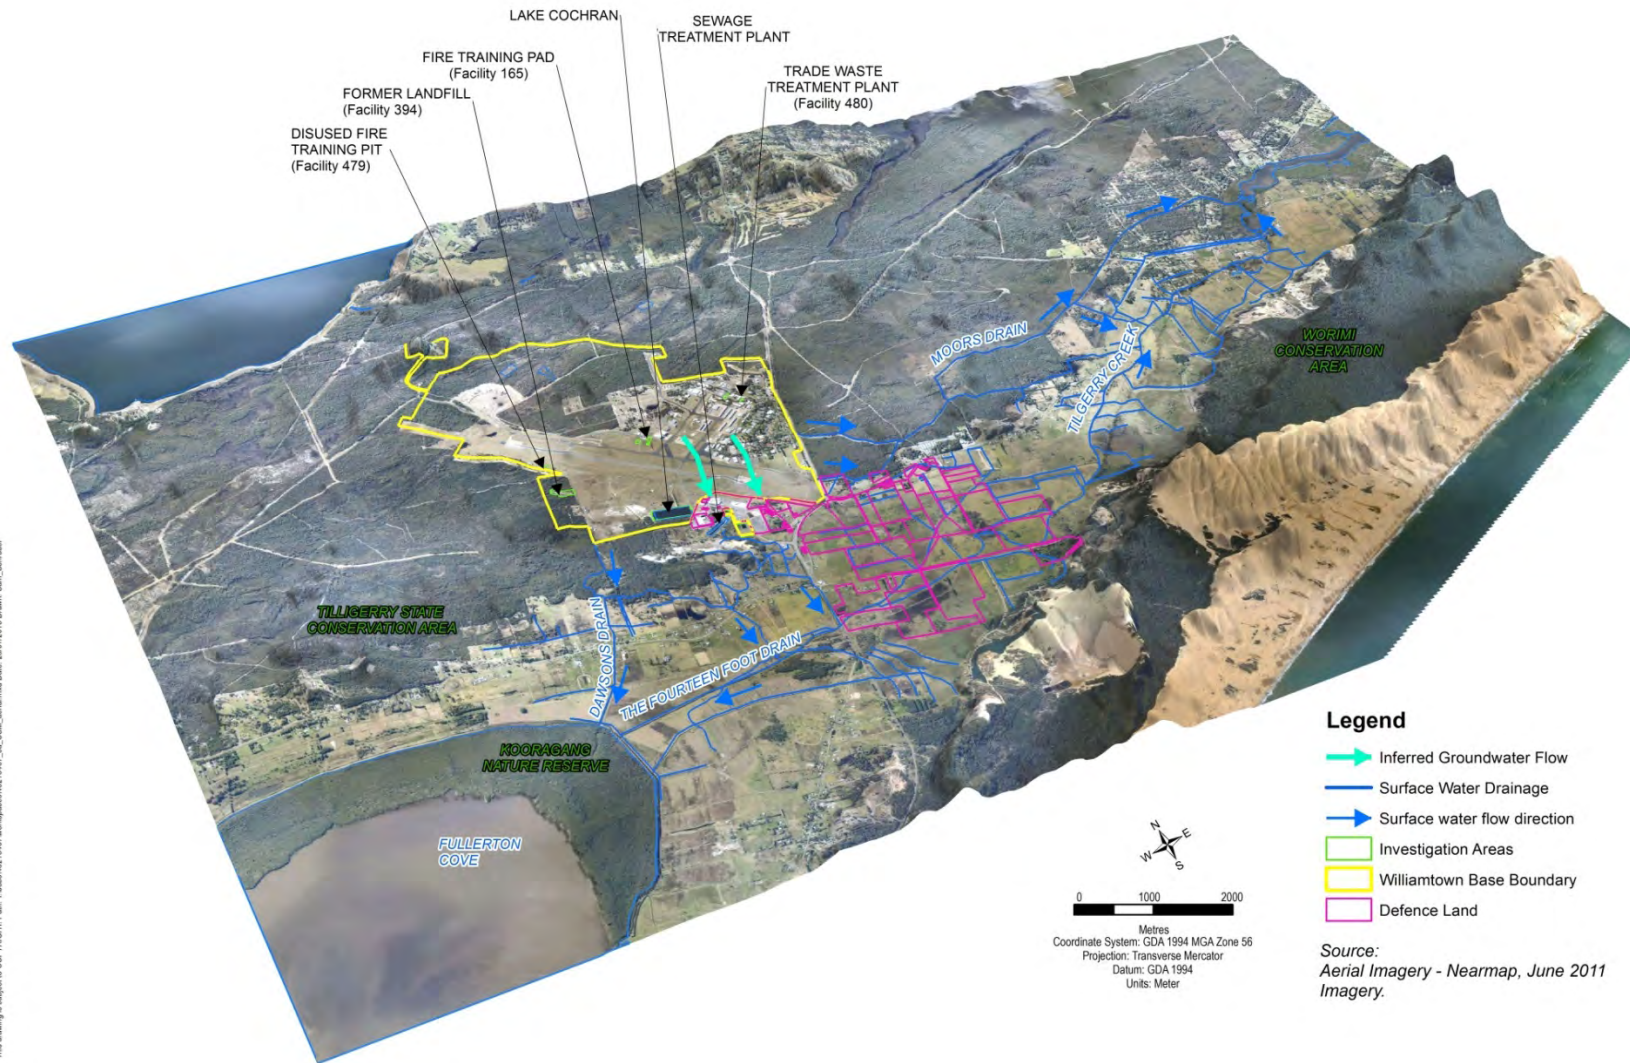 LAKE COCHRAN
SEWAGE
TREATMENT PLANT
FIRE TRAINING PAD
(Facility 165)
TRADE WASTE
TREATMENT PLANT
(Facility 480)
FORMER LANDFILL
(Facility 394)
DISUSED FIRE
TRAINING PIT
(Facility 479)
MOORS DRAIN
TILGERRY CREEK
WORIMI
CONSERVATION
AREA
TILLIGERRY STATE
CONSERVATION AREA
DAWSONS DRAIN
THE FOURTEEN FOOT DRAIN
KOORAGANG
NATURE RESERVE
FULLERTON
COVE
N
E
W
S
0 1000 2000
Metres
Coordinate System: GDA 1994 MGA Zone 56
Projection: Transverse Mercator
Datum: GDA 1994
Units: Meter
Legend
Inferred Groundwater Flow
Surface Water Drainage
Surface water flow direction
Investigation Areas
Williamtown Base Boundary
Defence Land
Source:
Aerial Imagery - Nearmap, June 2011
Imagery.